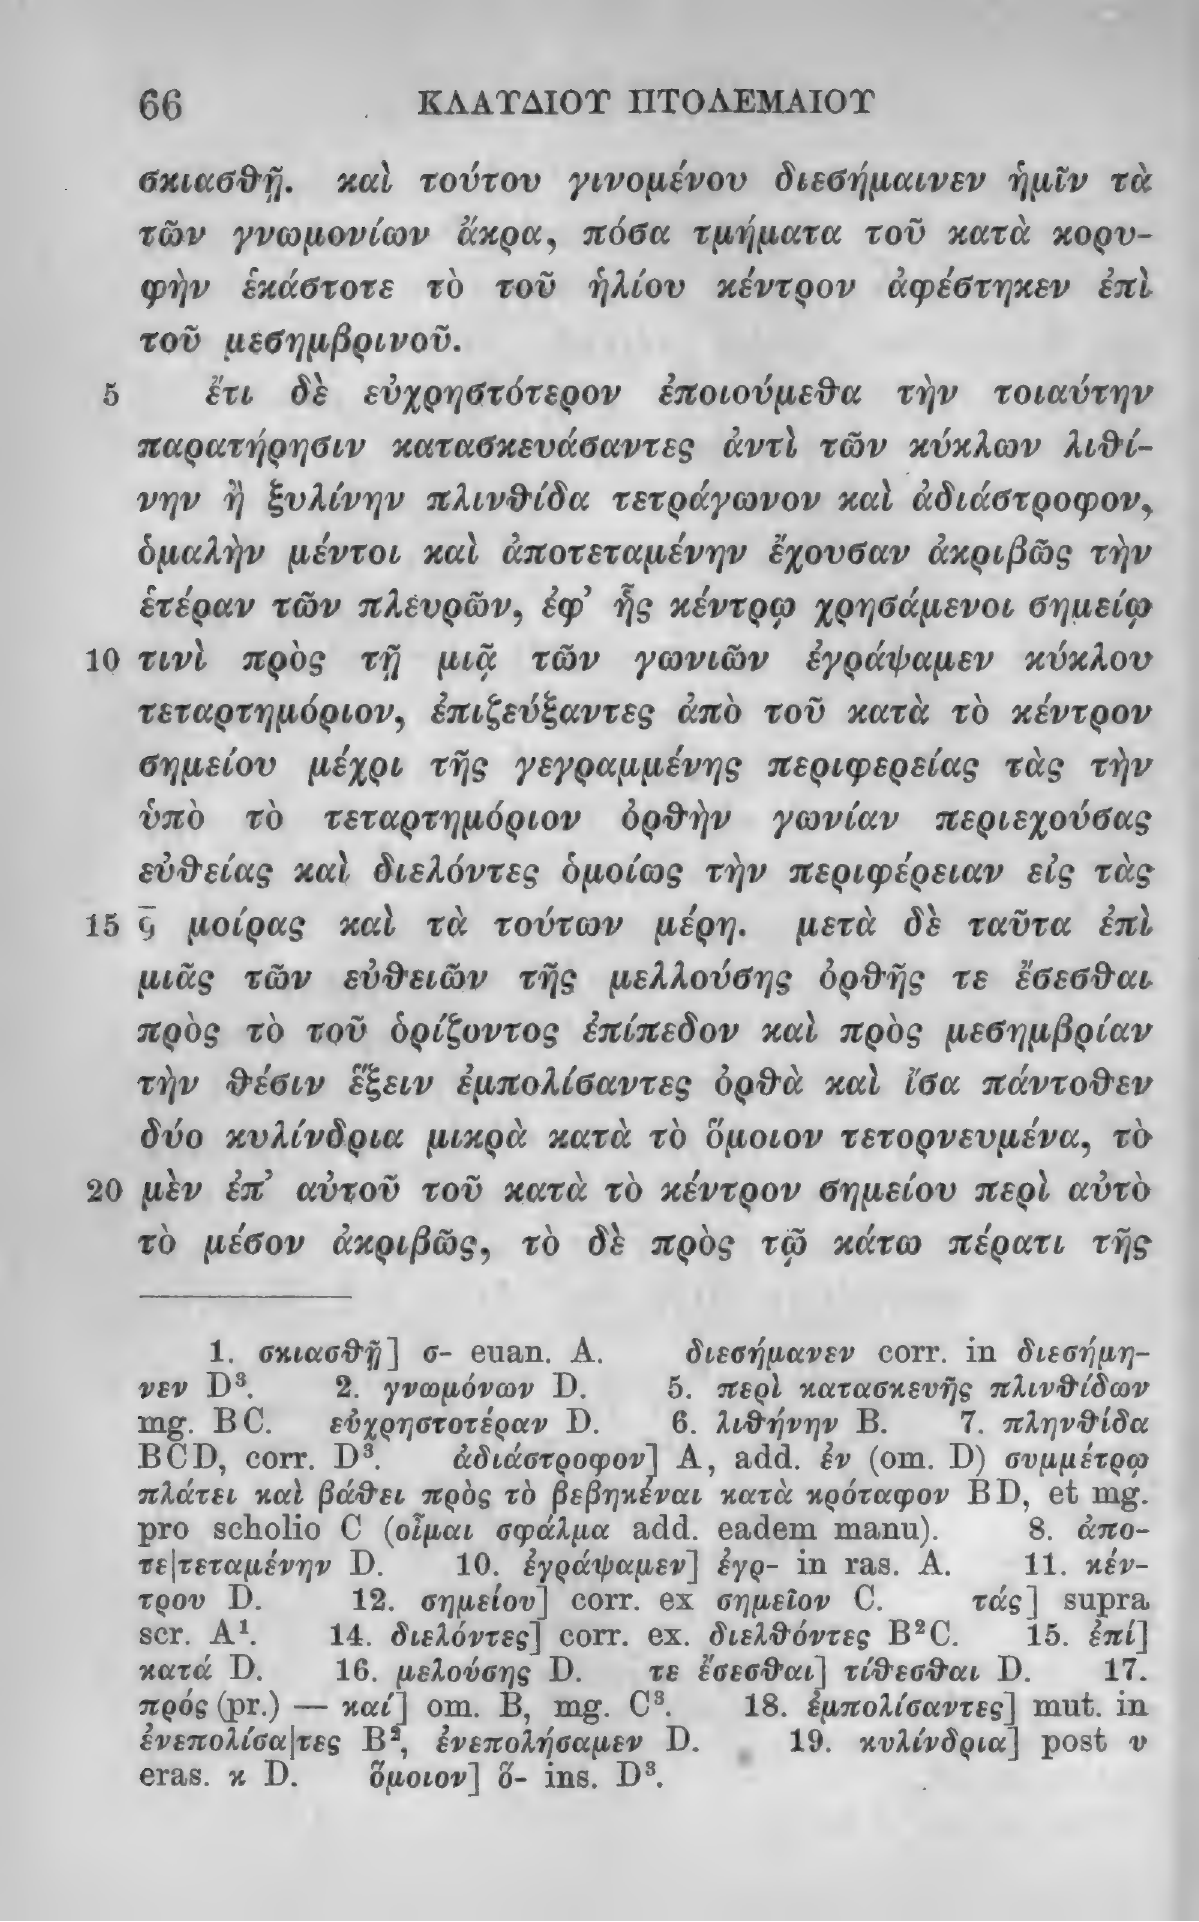 66 ΚΛΑΥΔΙΟΥ ΠΤΟΛΕΜΑΙΟΥ
σκιασθῇ. καὶ τούτου γινομένου διεσήμαινεν ἡμῖν τὰ
τῶν γνωμονίων ἄκρα, πόσα τμήματα τοῦ κατὰ κορυ-
φὴν ἑκάστοτε τὸ τοῦ ἡλίου κέντρον ἀφέστηκεν ἐπὶ
τοῦ μεσημβρινοῦ.
5 ἔτι δὲ εὐχρηστότερον ἐποιούμεθα τὴν τοιαύτην
παρατήρησιν κατασκευάσαντες ἀντὶ τῶν κύκλων λιθί-
νην ἢ ξυλίνην πλινθίδα τετράγωνον καὶ ἀδιάστροφον,
ὁμαλὴν μέντοι καὶ ἀποτεταμένην ἔχουσαν ἀκριβῶς τὴν
ἑτέραν τῶν πλευρῶν, ἐφ’ ἧς κέντρῳ χρησάμενοι σημείῳ
10 τινὶ πρὸς τῇ μιᾷ τῶν γωνιῶν ἐγράψαμεν κύκλου
τεταρτημόριον, ἐπιζεύξαντες ἀπὸ τοῦ κατὰ τὸ κέντρον
σημείου μέχρι τῆς γεγραμμένης περιφερείας τὰς τὴν
ὑπὸ τὸ τεταρτημόριον ὀρθὴν γωνίαν περιεχούσας
εὐθείας καὶ διελόντες ὁμοίως τὴν περιφέρειαν εἰς τὰς
15 ϟ̄ μοίρας καὶ τὰ τούτων μέρη. μετὰ δὲ ταῦτα ἐπὶ
μιᾶς τῶν εὐθειῶν τῆς μελλούσης ὀρθῆς τε ἔσεσθαι
πρὸς τὸ τοῦ ὁρίζοντος ἐπίπεδον καὶ πρὸς μεσημβρίαν
τὴν θέσιν ἕξειν ἐμπολίσαντες ὀρθὰ καὶ ἴσα πάντοθεν
δύο κυλίνδρια μικρὰ κατὰ τὸ ὅμοιον τετορνευμένα, τὸ
20 μὲν ἐπ’ αὐτοῦ τοῦ κατὰ τὸ κέντρον σημείου περὶ αὐτὸ
τὸ μέσον ἀκριβῶς, τὸ δὲ πρὸς τῷ κάτω πέρατι τῆς
1. σκιασθῇ] σ- euan. A. διεσήμανεν corr. in διεσήμη-
νεν D³. 2. γνωμόνων D. 5. περὶ κατασκευῆς πλινθίδων
mg. BC. εὐχρηστοτέραν D. 6. λιθήνην B. 7. πληνθίδα
BCD, corr. D³. ἀδιάστροφον] A, add. ἐν (om. D) συμμέτρῳ
πλάτει καὶ βάθει πρὸς τὸ βεβηκέναι κατὰ κρόταφον BD, et mg.
pro scholio C (οἶμαι σφάλμα add. eadem manu). 8. ἀπο-
τε|τεταμένην D. 10. ἐγράψαμεν] ἐγρ- in ras. A. 11. κέν-
τρου D. 12. σημείου] corr. ex σημεῖον C. τάς] supra
scr. A¹. 14. διελόντες] corr. ex. διελθόντες B²C. 15. ἐπί]
κατά D. 16. μελούσης D. τε ἔσεσθαι] τίθεσθαι D. 17.
πρός (pr.) — καί] om. B, mg. C³. 18. ἐμπολίσαντες] mut. in
ἐνεπολίσα|τες B², ἐνεπολήσαμεν D. 19. κυλίνδρια] post υ
eras. κ D. ὅμοιον] ὅ- ins. D³.